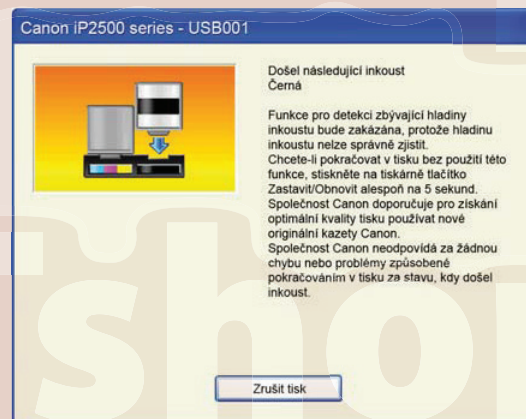 Canon iP2500 series - USB001
Došel následující inkoust
Černá
Funkce pro detekci zbývající hladiny
inkoustu bude zakázána, protože hladinu
inkoustu nelze správně zjistit.
Chcete-li pokračovat v tisku bez použití této
funkce, stiskněte na tiskárně tlačítko
Zastavit/Obnovit alespoň na 5 sekund.
Společnost Canon doporučuje pro získání
optimální kvality tisku používat nové
originální kazety Canon.
Společnost Canon neodpovídá za žádnou
chybu nebo problémy způsobené
pokračováním v tisku za stavu, kdy došel
inkoust.
Zrušit tisk